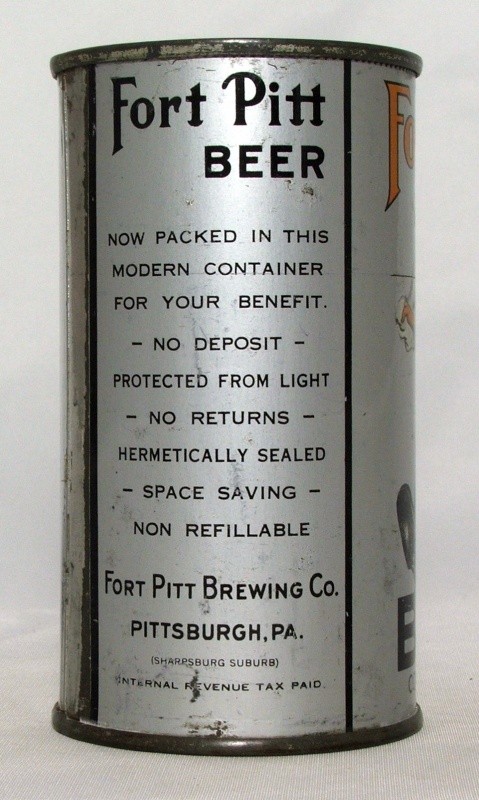 Fort Pitt
BEER
NOW PACKED IN THIS
MODERN CONTAINER
FOR YOUR BENEFIT.
- NO DEPOSIT -
PROTECTED FROM LIGHT
- NO RETURNS -
HERMETICALLY SEALED
- SPACE SAVING -
NON REFILLABLE
FORT PITT BREWING CO.
PITTSBURGH, PA.
(SHARPSBURG SUBURB)
INTERNAL REVENUE TAX PAID.